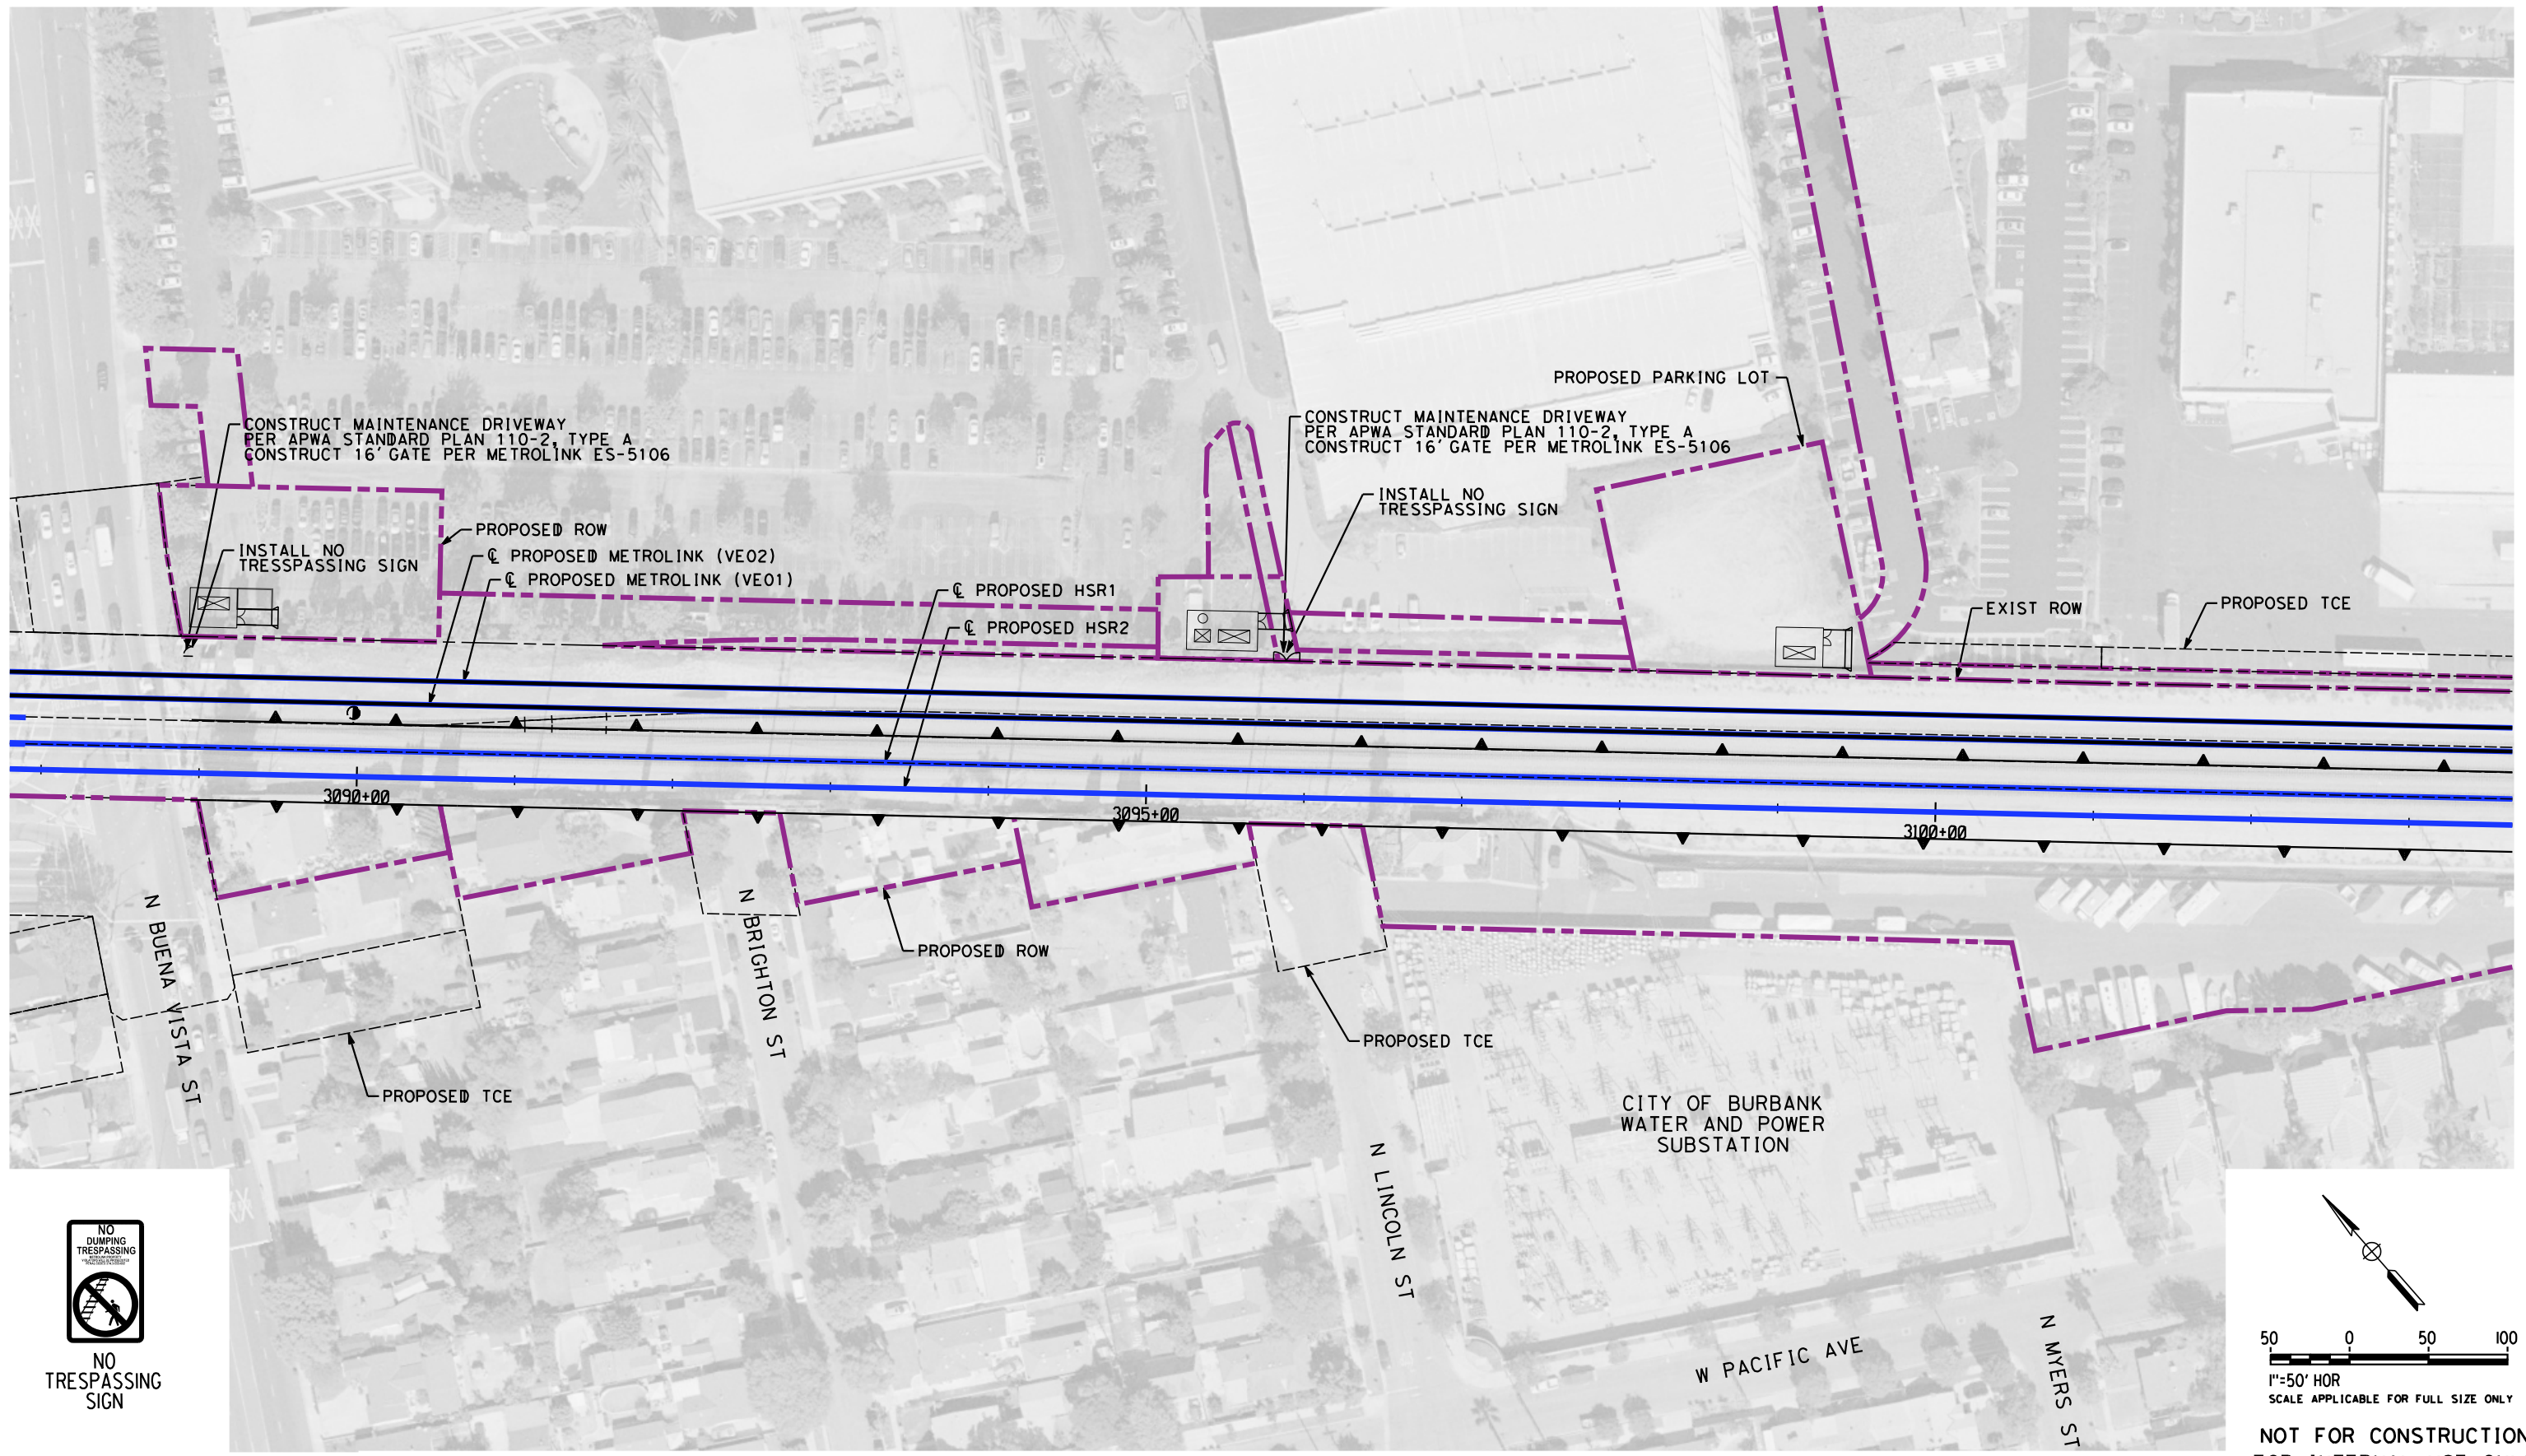 PROPOSED PARKING LOT
CONSTRUCT MAINTENANCE DRIVEWAY
PER APWA STANDARD PLAN 110-2, TYPE A
CONSTRUCT 16' GATE PER METROLINK ES-5106
CONSTRUCT MAINTENANCE DRIVEWAY
PER APWA STANDARD PLAN 110-2, TYPE A
CONSTRUCT 16' GATE PER METROLINK ES-5106
INSTALL NO
TRESSPASSING SIGN
PROPOSED ROW
INSTALL NO
TRESSPASSING SIGN
℄ PROPOSED METROLINK (VE02)
℄ PROPOSED METROLINK (VE01)
℄ PROPOSED HSR1
℄ PROPOSED HSR2
EXIST ROW
PROPOSED TCE
3090+00
3095+00
3100+00
N BUENA VISTA ST
N BRIGHTON ST
PROPOSED ROW
PROPOSED TCE
PROPOSED TCE
CITY OF BURBANK
WATER AND POWER
SUBSTATION
N LINCOLN ST
W PACIFIC AVE
N MYERS ST
NO
DUMPING
TRESPASSING
NO
TRESPASSING
SIGN
50 0 50 100
1"=50' HOR
SCALE APPLICABLE FOR FULL SIZE ONLY
NOT FOR CONSTRUCTION